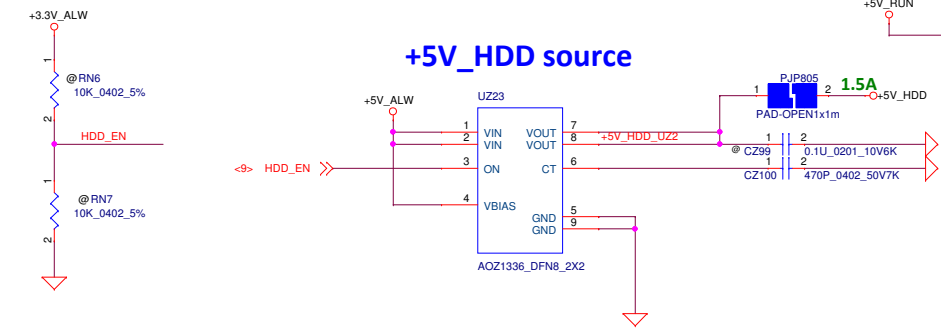 +5V_RUN
+3.3V_ALW
+5V_HDD source
1
@RN6
10K_0402_5%
2
HDD_EN
1
@RN7
10K_0402_5%
2
+5V_ALW
UZ23
1 VIN
2 VIN
<9> HDD_EN
3 ON
4 VBIAS
VOUT 7
VOUT 8
CT 6
GND 5
GND 9
AOZ1336_DFN8_2X2
+5V_HDD_UZ2
PJP805
1 2
1.5A
+5V_HDD
PAD-OPEN1x1m
@ CZ99 1 2 0.1U_0201_10V6K
CZ100 1 2 470P_0402_50V7K